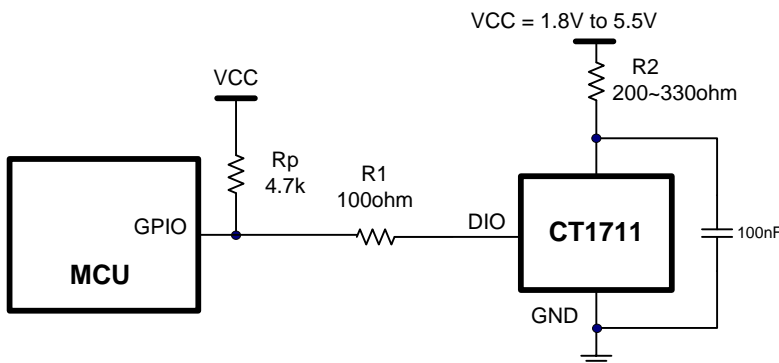 VCC = 1.8V to 5.5V
R2
200~330ohm
VCC
Rp
4.7k
R1
100ohm
GPIO
DIO
CT1711
100nF
MCU
GND